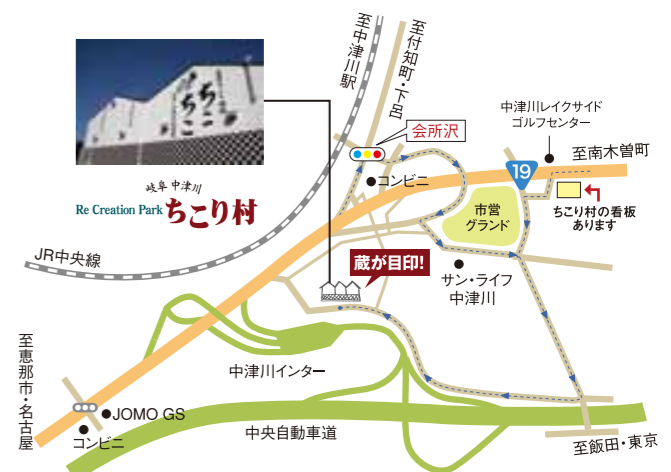 至中津川駅
至付知町・下呂
会所沢
コンビニ
中津川レイクサイド
ゴルフセンター
至南木曽町
19
ちこり村の看板
あります
市営
グランド
岐阜 中津川
Re Creation Park ちこり村
JR中央線
蔵が目印!
サン・ライフ
中津川
中津川インター
至恵那市・名古屋
JOMO GS
コンビニ
中央自動車道
至飯田・東京